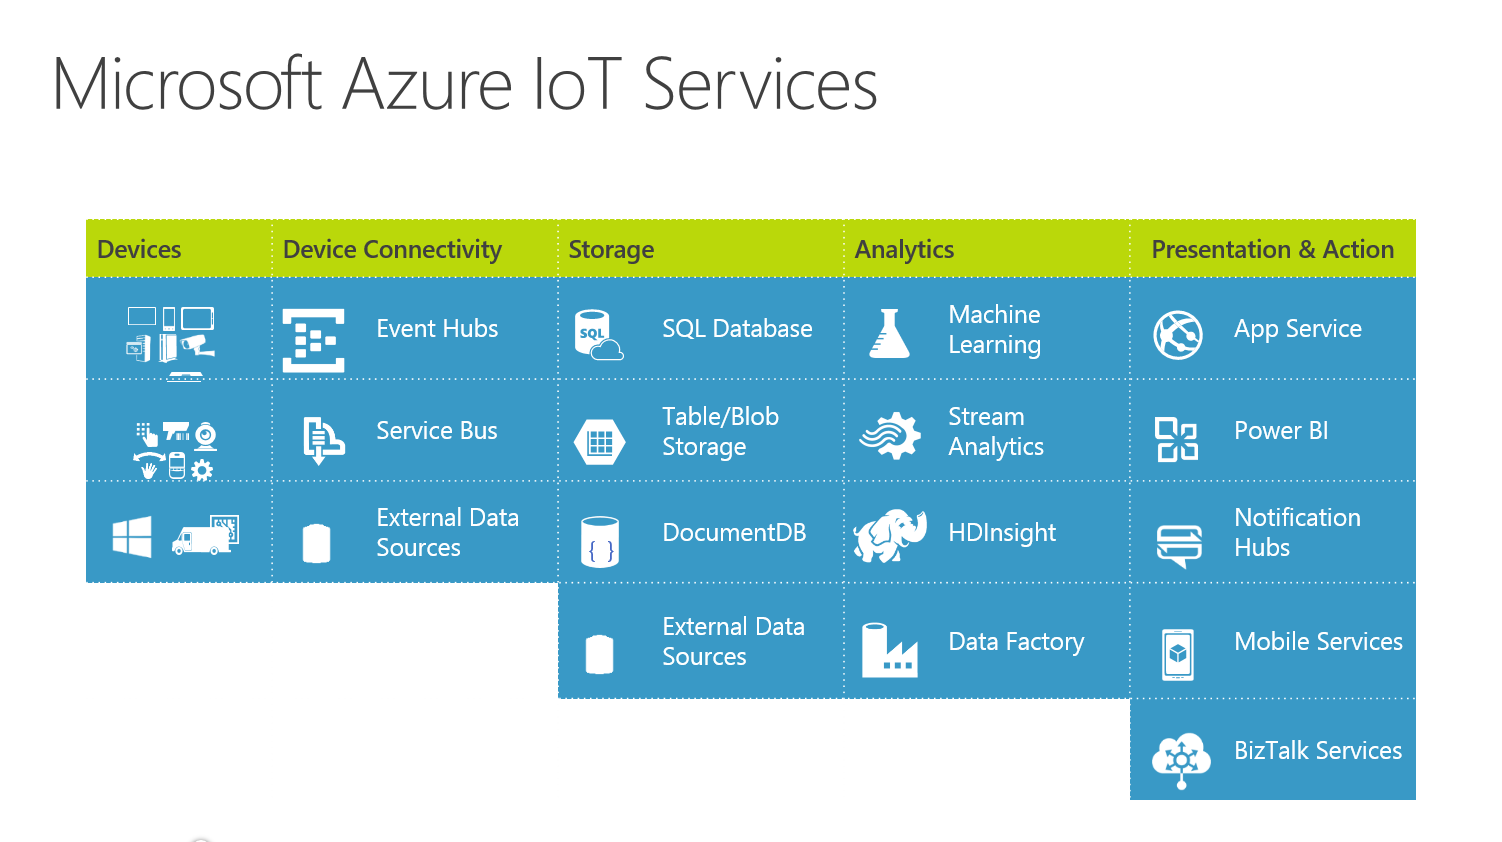 Microsoft Azure IoT Services
Devices
Device Connectivity
Storage
Analytics
Presentation & Action
Event Hubs
SQL
SQL Database
Machine
Learning
App Service
Service Bus
Table/Blob
Storage
Stream
Analytics
Power BI
External Data
Sources
{ }
DocumentDB
HDInsight
Notification
Hubs
External Data
Sources
Data Factory
Mobile Services
BizTalk Services